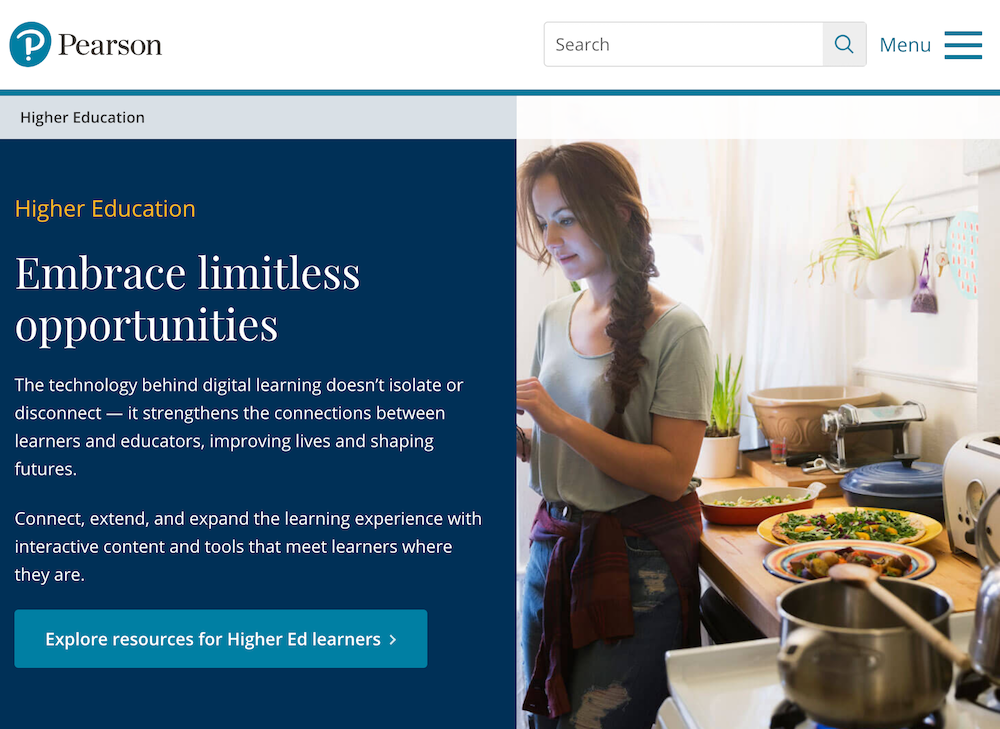 Pearson
Search
Menu
Higher Education
Higher Education
Embrace limitless
opportunities
The technology behind digital learning doesn’t isolate or
disconnect — it strengthens the connections between
learners and educators, improving lives and shaping
futures.
Connect, extend, and expand the learning experience with
interactive content and tools that meet learners where
they are.
Explore resources for Higher Ed learners